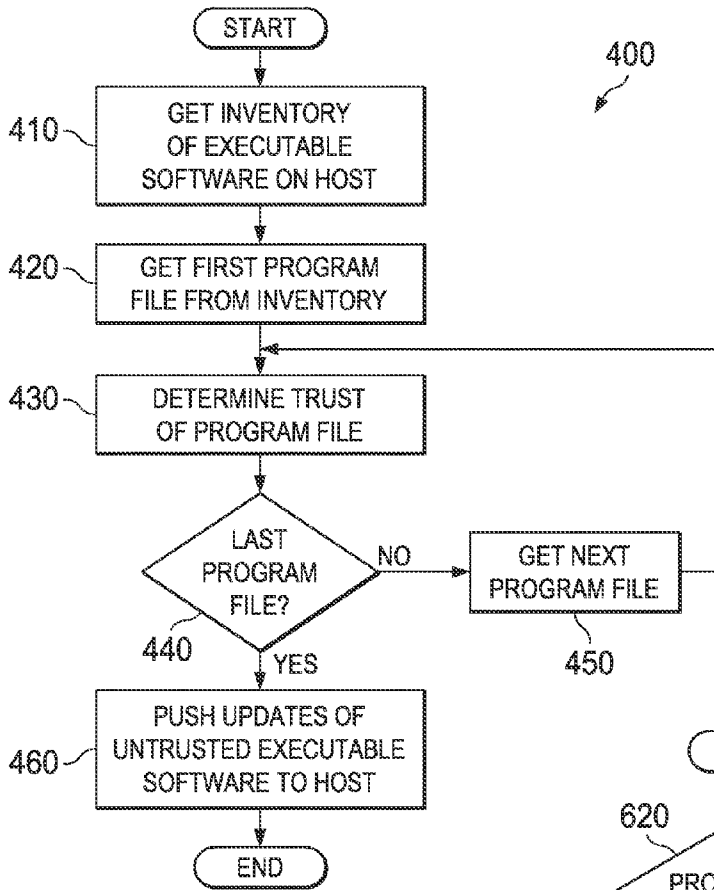 START
400
410
GET INVENTORY
OF EXECUTABLE
SOFTWARE ON HOST
420
GET FIRST PROGRAM
FILE FROM INVENTORY
430
DETERMINE TRUST
OF PROGRAM FILE
LAST
PROGRAM
FILE?
NO
GET NEXT
PROGRAM FILE
440
450
YES
460
PUSH UPDATES OF
UNTRUSTED EXECUTABLE
SOFTWARE TO HOST
620
END
PRO